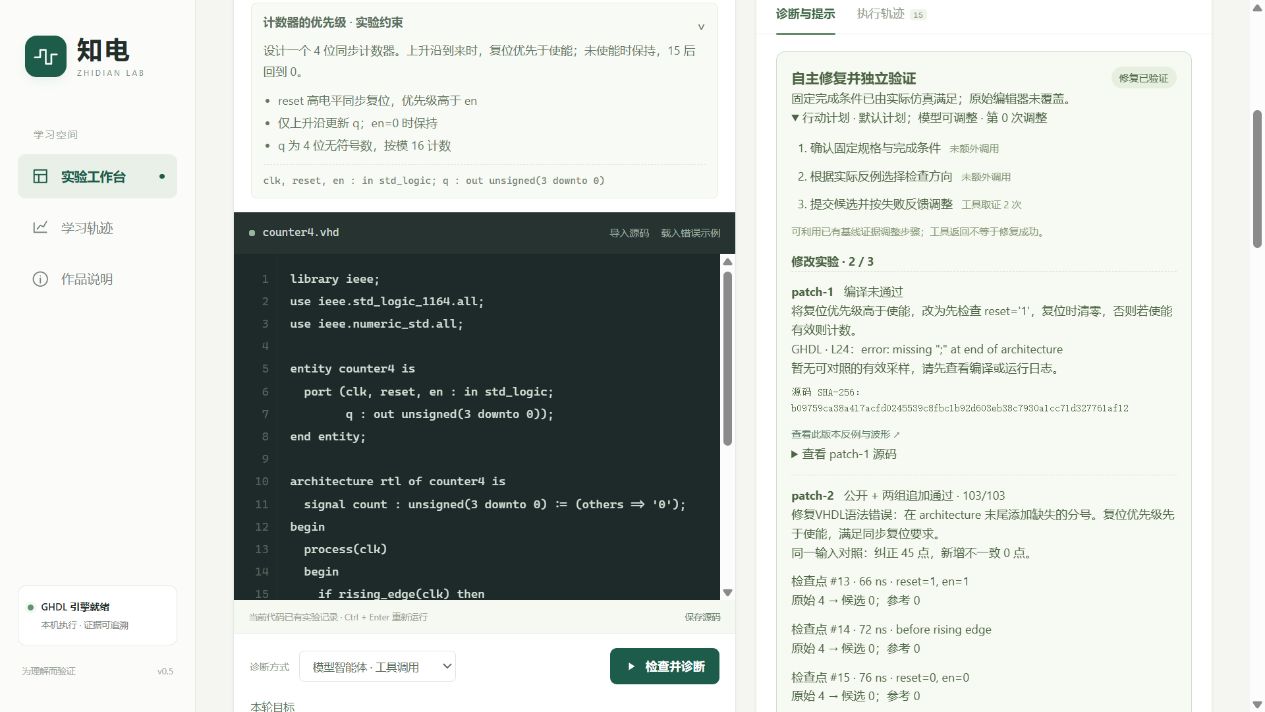 知电
ZHIDIAN LAB
学习空间
实验工作台
学习轨迹
作品说明
GHDL 引擎就绪
本机执行 · 证据可追溯
为理解而验证
v0.5
计数器的优先级 · 实验约束
设计一个 4 位同步计数器。上升沿到来时，复位优先于使能；未使能时保持，15 后
回到 0。
• reset 高电平同步复位，优先级高于 en
• 仅上升沿更新 q；en=0 时保持
• q 为 4 位无符号数，按模 16 计数
clk, reset, en : in std_logic; q : out unsigned(3 downto 0)
counter4.vhd
导入源码 载入错误示例
1 library ieee;
2 use ieee.std_logic_1164.all;
3 use ieee.numeric_std.all;
4
5 entity counter4 is
6 port (clk, reset, en : in std_logic;
7 q : out unsigned(3 downto 0));
8 end entity;
9
10 architecture rtl of counter4 is
11 signal count : unsigned(3 downto 0) := (others => '0');
12 begin
13 process(clk)
14 begin
15 if rising_edge(clk) then
当前代码已有实验记录 · Ctrl + Enter 重新运行
保存源码
诊断方式
模型智能体 · 工具调用
检查并诊断
本轮目标
诊断与提示
执行轨迹 15
自主修复并独立验证
修复已验证
固定完成条件已由实际仿真满足；原始编辑器未覆盖。
▼行动计划 · 默认计划；模型可调整 · 第 0 次调整
1. 确认固定规格与完成条件 未额外调用
2. 根据实际反例选择检查方向 未额外调用
3. 提交候选并按失败反馈调整 工具取证 2 次
可利用已有基线证据调整步骤；工具返回不等于修复成功。
修改实验 · 2 / 3
patch-1 编译未通过
将复位优先级高于使能，改为先检查 reset='1'，复位时清零，否则若使能
有效则计数。
GHDL · L24：error: missing ";" at end of architecture
暂无可对照的有效采样，请先查看编译或运行日志。
源码 SHA-256：
查看此版本反例与波形 ↗
▶ 查看 patch-1 源码
patch-2 公开 + 两组追加通过 · 103/103
修复VHDL语法错误：在 architecture 末尾添加缺失的分号。复位优先级先
于使能，满足同步复位要求。
同一输入对照：纠正 45 点，新增不一致 0 点。
检查点 #13 · 66 ns · reset=1, en=1
原始 4 → 候选 0；参考 0
检查点 #14 · 72 ns · before rising edge
原始 4 → 候选 0；参考 0
检查点 #15 · 76 ns · reset=0, en=0
原始 4 → 候选 0；参考 0